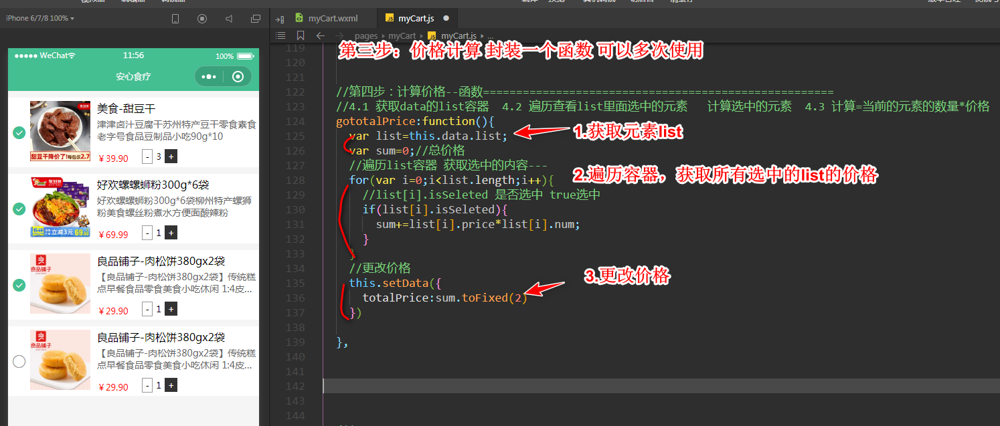 iPhone 6/7/8 100%
myCart.wxml
myCart.js
pages
myCart
myCart.js
...
WeChat
11:56
100%
安心食疗
美食-甜豆干
津津卤汁豆腐干苏州特产豆干零食素食
老字号食品豆制品小吃90g*10
￥39.90
- 3 +
甜豆干降价了!每包仅2.7
好欢螺螺蛳粉300g*6袋
好欢螺螺蛳粉300g*6袋柳州特产螺狮
粉美食螺丝粉煮水方便面酸辣粉
￥69.99
- 1 +
立减3元
良品铺子-肉松饼380gx2袋
【良品铺子-肉松饼380gx2袋】传统糕
点早餐食品零食美食小吃休闲 1:4皮...
￥29.90
- 1 +
良品铺子
良品铺子-肉松饼380gx2袋
【良品铺子-肉松饼380gx2袋】传统糕
点早餐食品零食美食小吃休闲 1:4皮...
￥29.90
- 1 +
良品铺子
第三步：价格计算 封装一个函数 可以多次使用
119
120
121
122 //第四步：计算价格--函数=====================================================
123 //4.1 获取data的list容器  4.2 遍历查看list里面选中的元素   计算选中的元素  4.3 计算=当前的元素的数量*价格
124 gototalPrice:function(){
125 var list=this.data.list;
1.获取元素list
126 var sum=0;//总价格
127 //遍历list容器 获取选中的内容---
128 for(var i=0;i<list.length;i++){
2.遍历容器，获取所有选中的list的价格
129 //list[i].isSeleted 是否选中 true选中
130 if(list[i].isSeleted){
131 sum+=list[i].price*list[i].num;
132 }
133 }
134 //更改价格
3.更改价格
135 this.setData({
136 totalPrice:sum.toFixed(2)
137 })
138
139 },
140
141
142
143
144